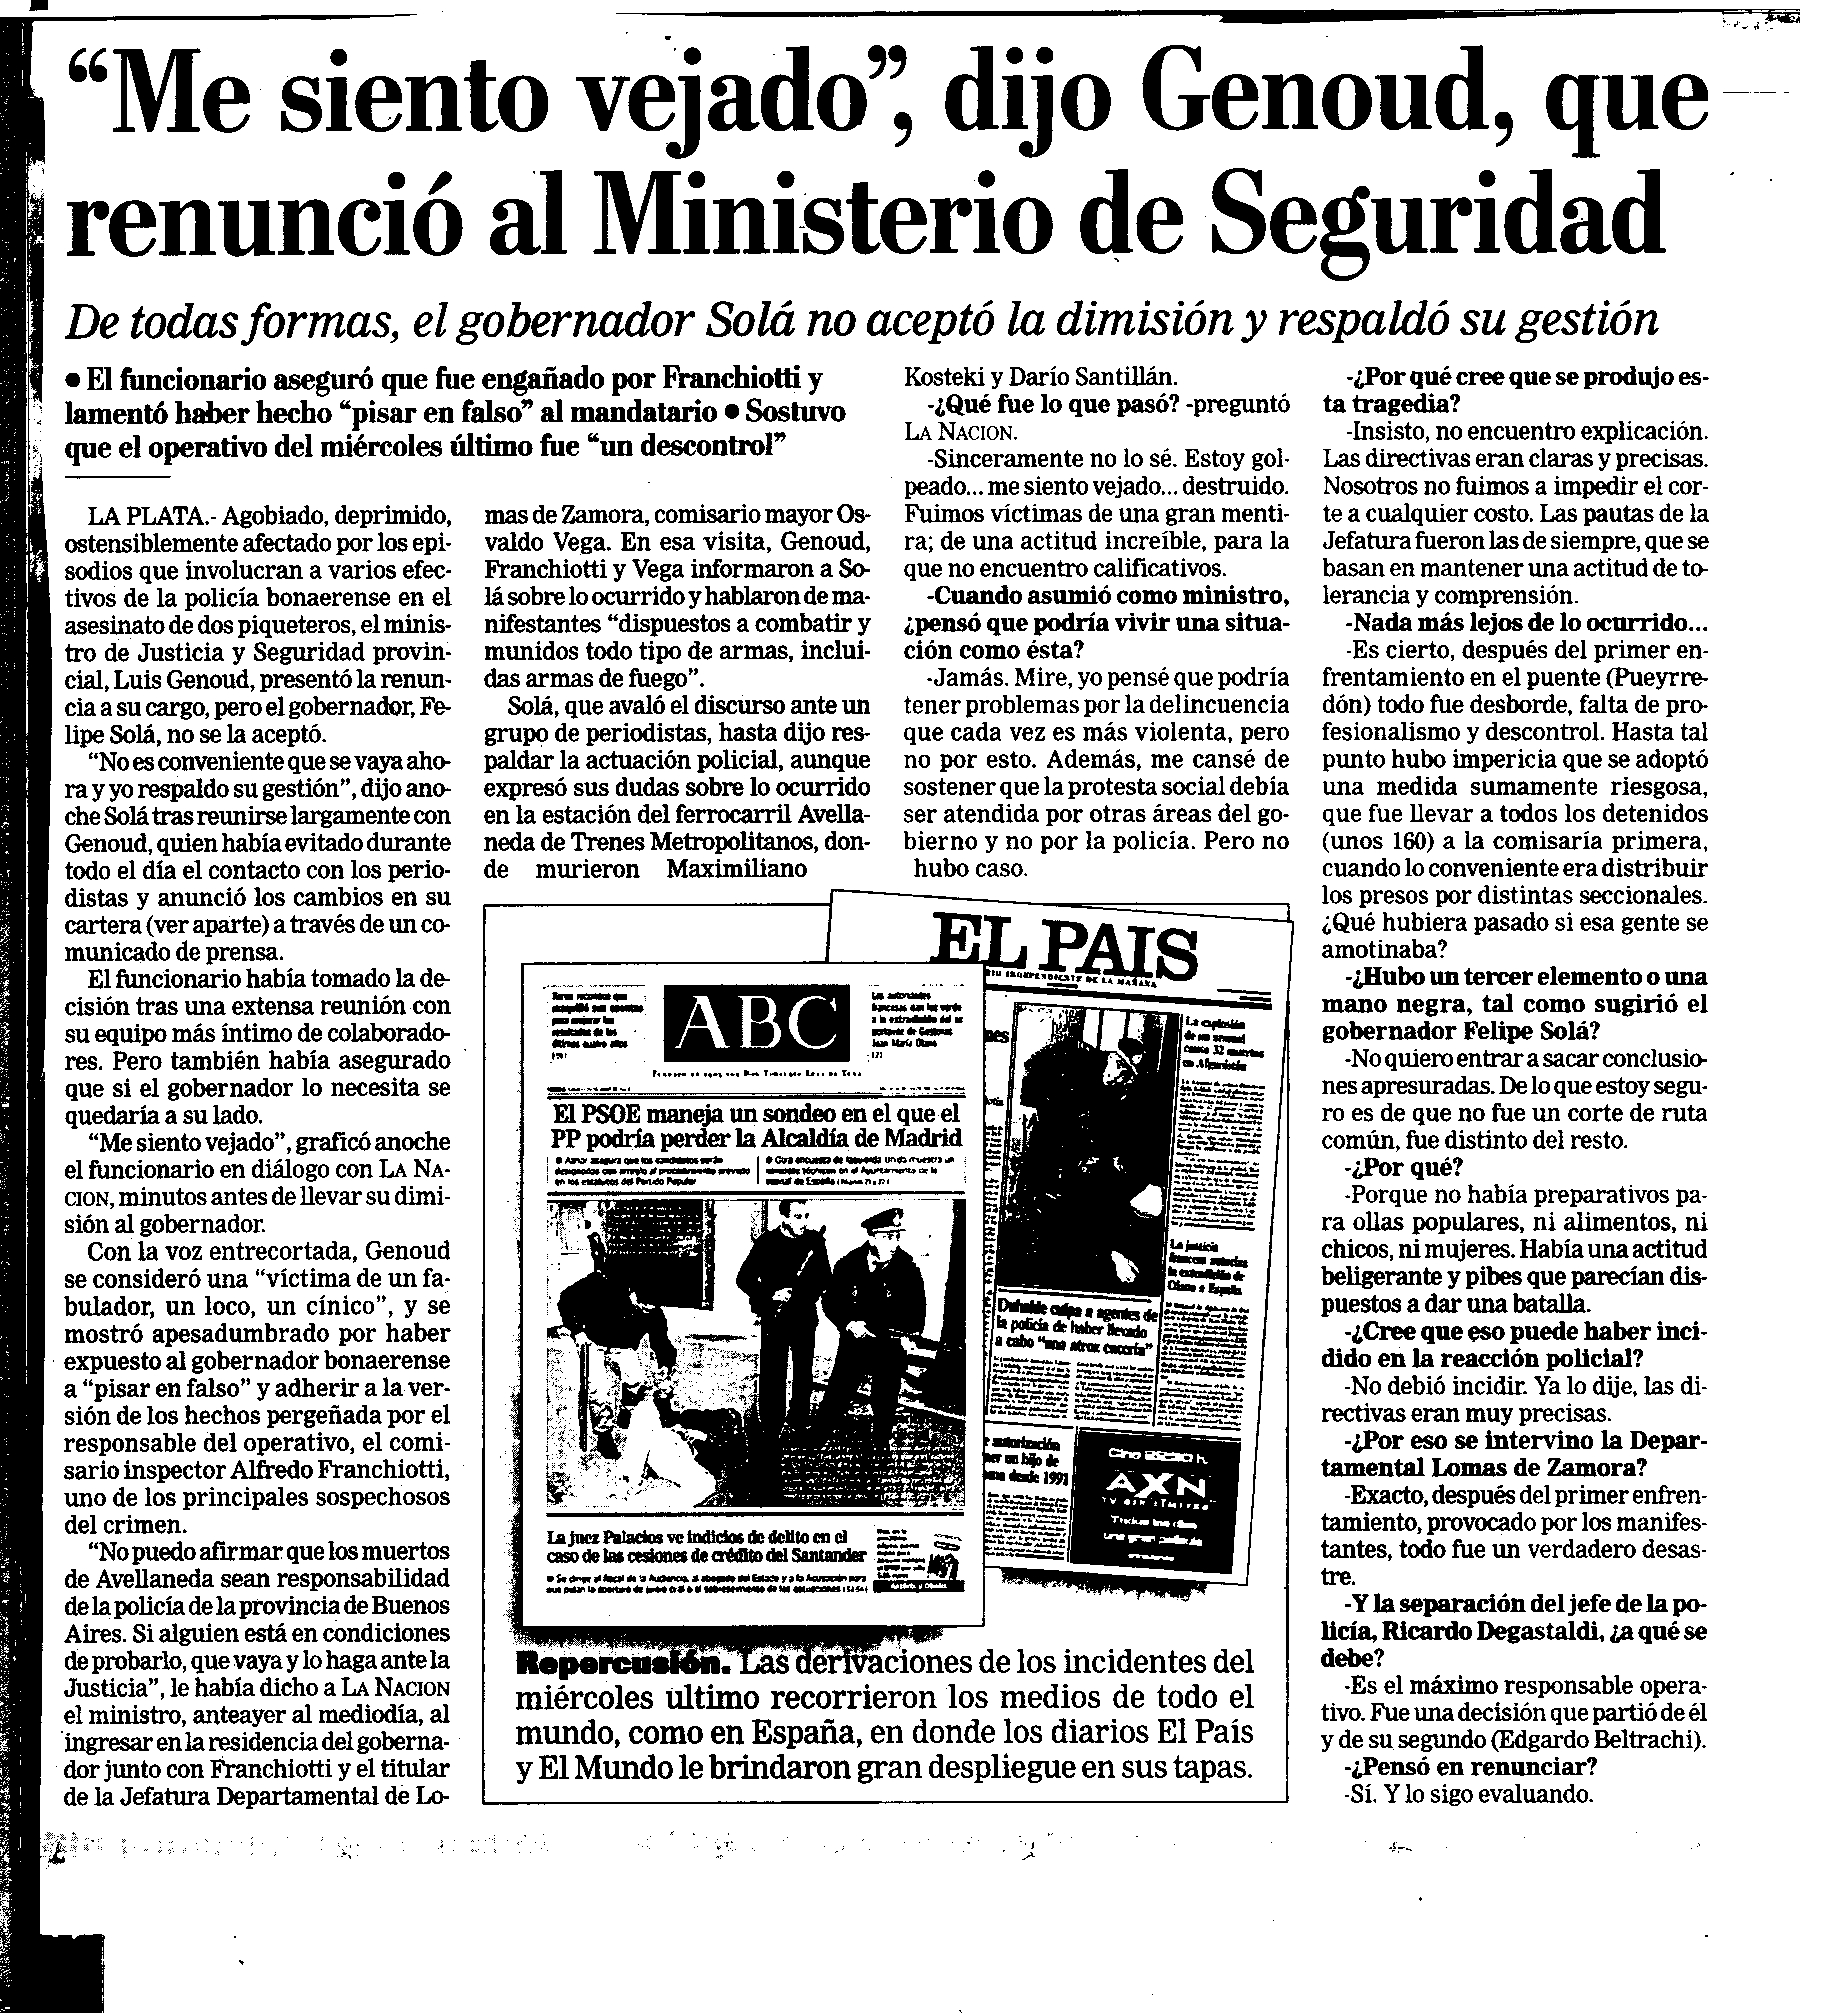 “Me siento vejado”, dijo Genoud, que
renunció al Ministerio de Seguridad
De todas formas, el gobernador Solá no aceptó la dimisión y respaldó su gestión
● El funcionario aseguró que fue engañado por Franchiotti y
lamentó haber hecho “pisar en falso” al mandatario ● Sostuvo
que el operativo del miércoles último fue “un descontrol”
LA PLATA.- Agobiado, deprimido,
ostensiblemente afectado por los epi-
sodios que involucran a varios efec-
tivos de la policía bonaerense en el
asesinato de dos piqueteros, el minis-
tro de Justicia y Seguridad provin-
cial, Luis Genoud, presentó la renun-
cia a su cargo, pero el gobernador, Fe-
lipe Solá, no se la aceptó.
“No es conveniente que se vaya aho-
ra y yo respaldo su gestión”, dijo ano-
che Solá tras reunirse largamente con
Genoud, quien había evitado durante
todo el día el contacto con los perio-
distas y anunció los cambios en su
cartera (ver aparte) a través de un co-
municado de prensa.
El funcionario había tomado la de-
cisión tras una extensa reunión con
su equipo más íntimo de colaborado-
res. Pero también había asegurado
que si el gobernador lo necesita se
quedaría a su lado.
“Me siento vejado”, graficó anoche
el funcionario en diálogo con LA NA-
CION, minutos antes de llevar su dimi-
sión al gobernador.
Con la voz entrecortada, Genoud
se consideró una “víctima de un fa-
bulador, un loco, un cínico”, y se
mostró apesadumbrado por haber
expuesto al gobernador bonaerense
a “pisar en falso” y adherir a la ver-
sión de los hechos pergeñada por el
responsable del operativo, el comi-
sario inspector Alfredo Franchiotti,
uno de los principales sospechosos
del crimen.
“No puedo afirmar que los muertos
de Avellaneda sean responsabilidad
de la policía de la provincia de Buenos
Aires. Si alguien está en condiciones
de probarlo, que vaya y lo haga ante la
Justicia”, le había dicho a LA NACION
el ministro, anteayer al mediodía, al
ingresar en la residencia del goberna-
dor junto con Franchiotti y el titular
de la Jefatura Departamental de Lo-
mas de Zamora, comisario mayor Os-
valdo Vega. En esa visita, Genoud,
Franchiotti y Vega informaron a So-
lá sobre lo ocurrido y hablaron de ma-
nifestantes “dispuestos a combatir y
munidos todo tipo de armas, inclui-
das armas de fuego”.
Solá, que avaló el discurso ante un
grupo de periodistas, hasta dijo res-
paldar la actuación policial, aunque
expresó sus dudas sobre lo ocurrido
en la estación del ferrocarril Avella-
neda de Trenes Metropolitanos, don-
de murieron Maximiliano
Kosteki y Darío Santillán.
-¿Qué fue lo que pasó? -preguntó
LA NACION.
-Sinceramente no lo sé. Estoy gol-
peado... me siento vejado... destruido.
Fuimos víctimas de una gran menti-
ra; de una actitud increíble, para la
que no encuentro calificativos.
-Cuando asumió como ministro,
¿pensó que podría vivir una situa-
ción como ésta?
-Jamás. Mire, yo pensé que podría
tener problemas por la delincuencia
que cada vez es más violenta, pero
no por esto. Además, me cansé de
sostener que la protesta social debía
ser atendida por otras áreas del go-
bierno y no por la policía. Pero no
hubo caso.
-¿Por qué cree que se produjo es-
ta tragedia?
-Insisto, no encuentro explicación.
Las directivas eran claras y precisas.
Nosotros no fuimos a impedir el cor-
te a cualquier costo. Las pautas de la
Jefatura fueron las de siempre, que se
basan en mantener una actitud de to-
lerancia y comprensión.
-Nada más lejos de lo ocurrido...
-Es cierto, después del primer en-
frentamiento en el puente (Pueyrre-
dón) todo fue desborde, falta de pro-
fesionalismo y descontrol. Hasta tal
punto hubo impericia que se adoptó
una medida sumamente riesgosa,
que fue llevar a todos los detenidos
(unos 160) a la comisaría primera,
cuando lo conveniente era distribuir
los presos por distintas seccionales.
¿Qué hubiera pasado si esa gente se
amotinaba?
-¿Hubo un tercer elemento o una
mano negra, tal como sugirió el
gobernador Felipe Solá?
-No quiero entrar a sacar conclusio-
nes apresuradas. De lo que estoy segu-
ro es de que no fue un corte de ruta
común, fue distinto del resto.
-¿Por qué?
-Porque no había preparativos pa-
ra ollas populares, ni alimentos, ni
chicos, ni mujeres. Había una actitud
beligerante y pibes que parecían dis-
puestos a dar una batalla.
-¿Cree que eso puede haber inci-
dido en la reacción policial?
-No debió incidir. Ya lo dije, las di-
rectivas eran muy precisas.
-¿Por eso se intervino la Depar-
tamental Lomas de Zamora?
-Exacto, después del primer enfren-
tamiento, provocado por los manifes-
tantes, todo fue un verdadero desas-
tre.
-Y la separación del jefe de la po-
licía, Ricardo Degastaldi, ¿a qué se
debe?
-Es el máximo responsable opera-
tivo. Fue una decisión que partió de él
y de su segundo (Edgardo Beltrachi).
-¿Pensó en renunciar?
-Sí. Y lo sigo evaluando.
EL PAIS
La explosión
de un arsenal
causa 32 muertos
en Afganistán
La justicia
francesa autoriza
la extradición de
Olano a España
Duhalde culpa a agentes de
la policía de haber llevado
a cabo “una atroz cacería”
autorización
un hijo de
desde 1991
AXN
ABC
El PSOE maneja un sondeo en el que el
PP podría perder la Alcaldía de Madrid
La juez Palacios ve indicios de delito en el
caso de las cesiones de crédito del Santander
Repercusión. Las derivaciones de los incidentes del
miércoles último recorrieron los medios de todo el
mundo, como en España, en donde los diarios El País
y El Mundo le brindaron gran despliegue en sus tapas.